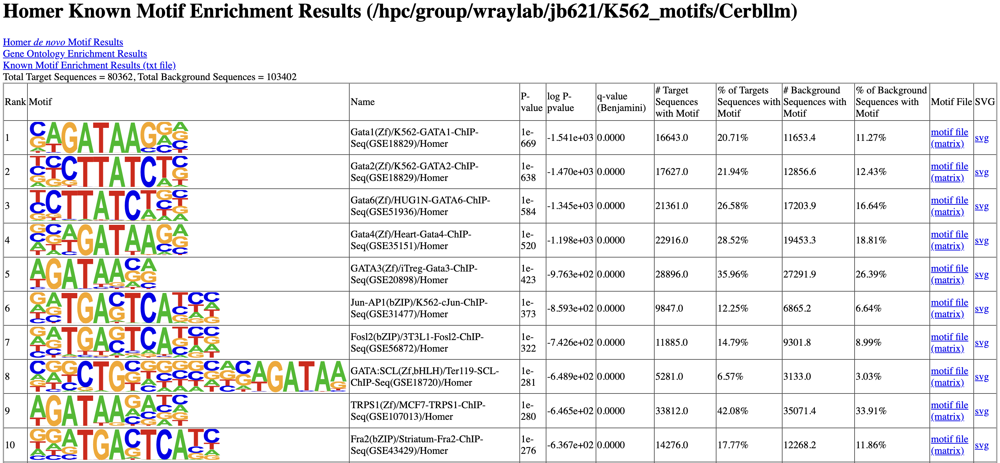 Homer Known Motif Enrichment Results (/hpc/group/wraylab/jb621/K562_motifs/Cerbllm)
Homer de novo Motif Results
Gene Ontology Enrichment Results
Known Motif Enrichment Results (txt file)
Total Target Sequences = 80362, Total Background Sequences = 103402
Rank Motif Name P-value log P-pvalue q-value (Benjamini) # Target Sequences with Motif % of Targets Sequences with Motif # Background Sequences with Motif % of Background Sequences with Motif Motif File SVG
1 Gata1(Zf)/K562-GATA1-ChIP-Seq(GSE18829)/Homer 1e-669 -1.541e+03 0.0000 16643.0 20.71% 11653.4 11.27% motif file (matrix) svg
2 Gata2(Zf)/K562-GATA2-ChIP-Seq(GSE18829)/Homer 1e-638 -1.470e+03 0.0000 17627.0 21.94% 12856.6 12.43% motif file (matrix) svg
3 Gata6(Zf)/HUG1N-GATA6-ChIP-Seq(GSE51936)/Homer 1e-584 -1.345e+03 0.0000 21361.0 26.58% 17203.9 16.64% motif file (matrix) svg
4 Gata4(Zf)/Heart-Gata4-ChIP-Seq(GSE35151)/Homer 1e-520 -1.198e+03 0.0000 22916.0 28.52% 19453.3 18.81% motif file (matrix) svg
5 GATA3(Zf)/iTreg-Gata3-ChIP-Seq(GSE20898)/Homer 1e-423 -9.763e+02 0.0000 28896.0 35.96% 27291.9 26.39% motif file (matrix) svg
6 Jun-AP1(bZIP)/K562-cJun-ChIP-Seq(GSE31477)/Homer 1e-373 -8.593e+02 0.0000 9847.0 12.25% 6865.2 6.64% motif file (matrix) svg
7 Fosl2(bZIP)/3T3L1-Fosl2-ChIP-Seq(GSE56872)/Homer 1e-322 -7.426e+02 0.0000 11885.0 14.79% 9301.8 8.99% motif file (matrix) svg
8 GATA:SCL(Zf,bHLH)/Ter119-SCL-ChIP-Seq(GSE18720)/Homer 1e-281 -6.489e+02 0.0000 5281.0 6.57% 3133.0 3.03% motif file (matrix) svg
9 TRPS1(Zf)/MCF7-TRPS1-ChIP-Seq(GSE107013)/Homer 1e-280 -6.465e+02 0.0000 33812.0 42.08% 35071.4 33.91% motif file (matrix) svg
10 Fra2(bZIP)/Striatum-Fra2-ChIP-Seq(GSE43429)/Homer 1e-276 -6.367e+02 0.0000 14276.0 17.77% 12268.2 11.86% motif file (matrix) svg